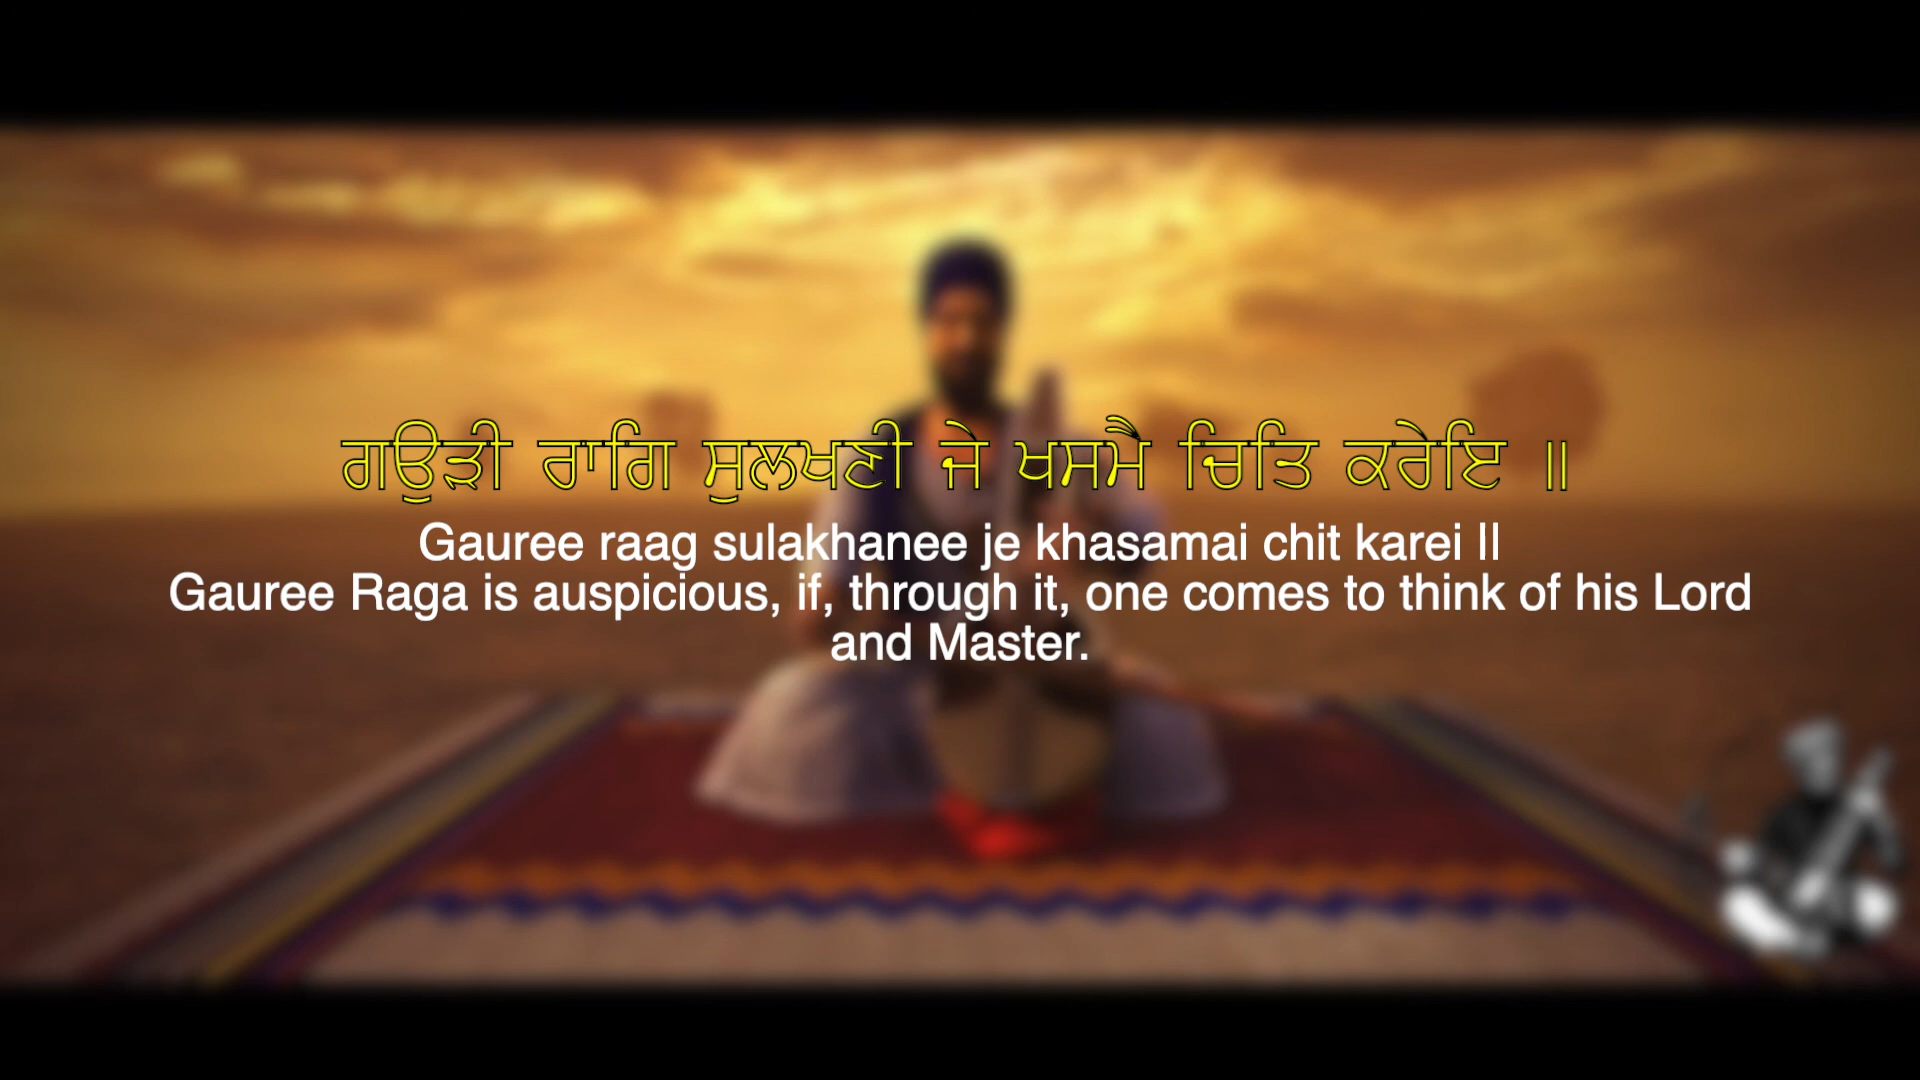 ਗਉੜੀ ਰਾਗਿ ਸੁਲਖਣੀ ਜੇ ਖਸਮੈ ਚਿਤਿ ਕਰੇਇ ॥
Gauree raag sulakhanee je khasamai chit karei ll
Gauree Raga is auspicious, if, through it, one comes to think of his Lord
and Master.